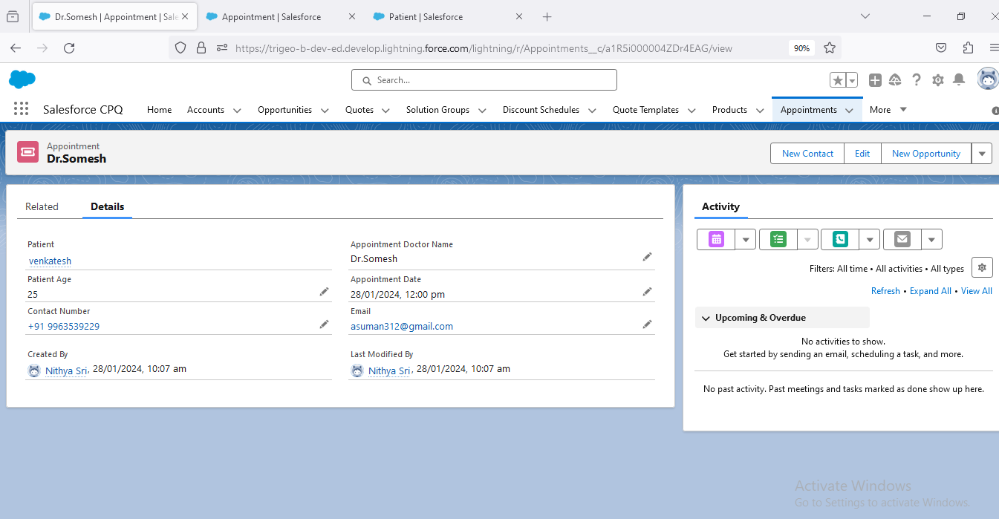 Dr.Somesh | Appointment | Sale
Appointment | Salesforce
Patient | Salesforce
https://trigeo-b-dev-ed.develop.lightning.force.com/lightning/r/Appointments__c/a1R5i000004ZDr4EAG/view
90%
Search...
Salesforce CPQ
Home
Accounts
Opportunities
Quotes
Solution Groups
Discount Schedules
Quote Templates
Products
Appointments
More
Appointment
Dr.Somesh
New Contact
Edit
New Opportunity
Related
Details
Patient
venkatesh
Appointment Doctor Name
Dr.Somesh
Patient Age
25
Appointment Date
28/01/2024, 12:00 pm
Contact Number
+91 9963539229
Email
asuman312@gmail.com
Created By
Nithya Sri, 28/01/2024, 10:07 am
Last Modified By
Nithya Sri, 28/01/2024, 10:07 am
Activity
Filters: All time • All activities • All types
Refresh • Expand All • View All
Upcoming & Overdue
No activities to show.
Get started by sending an email, scheduling a task, and more.
No past activity. Past meetings and tasks marked as done show up here.
Activate Windows
Go to Settings to activate Windows.